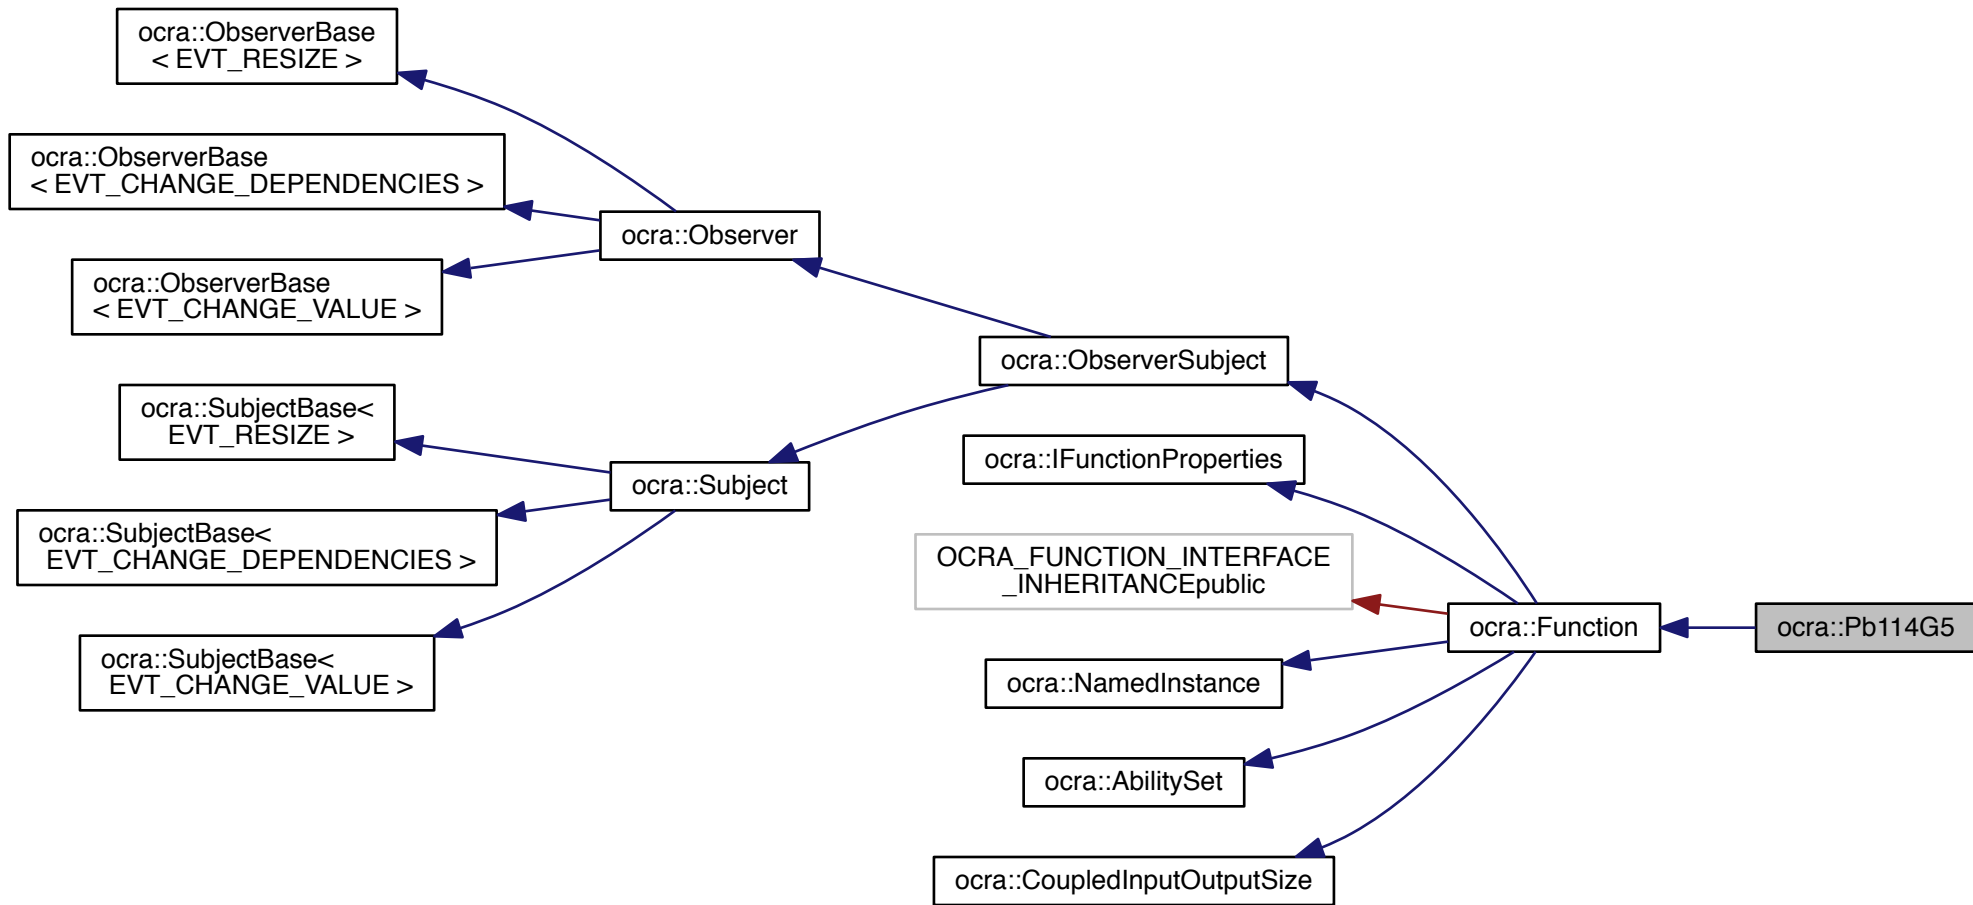 ocra::ObserverBase
< EVT_RESIZE >
ocra::ObserverBase
< EVT_CHANGE_DEPENDENCIES >
ocra::Observer
ocra::ObserverBase
< EVT_CHANGE_VALUE >
ocra::ObserverSubject
ocra::SubjectBase<
EVT_RESIZE >
ocra::IFunctionProperties
ocra::Subject
ocra::SubjectBase<
EVT_CHANGE_DEPENDENCIES >
OCRA_FUNCTION_INTERFACE
_INHERITANCEpublic
ocra::Function
ocra::Pb114G5
ocra::SubjectBase<
EVT_CHANGE_VALUE >
ocra::NamedInstance
ocra::AbilitySet
ocra::CoupledInputOutputSize